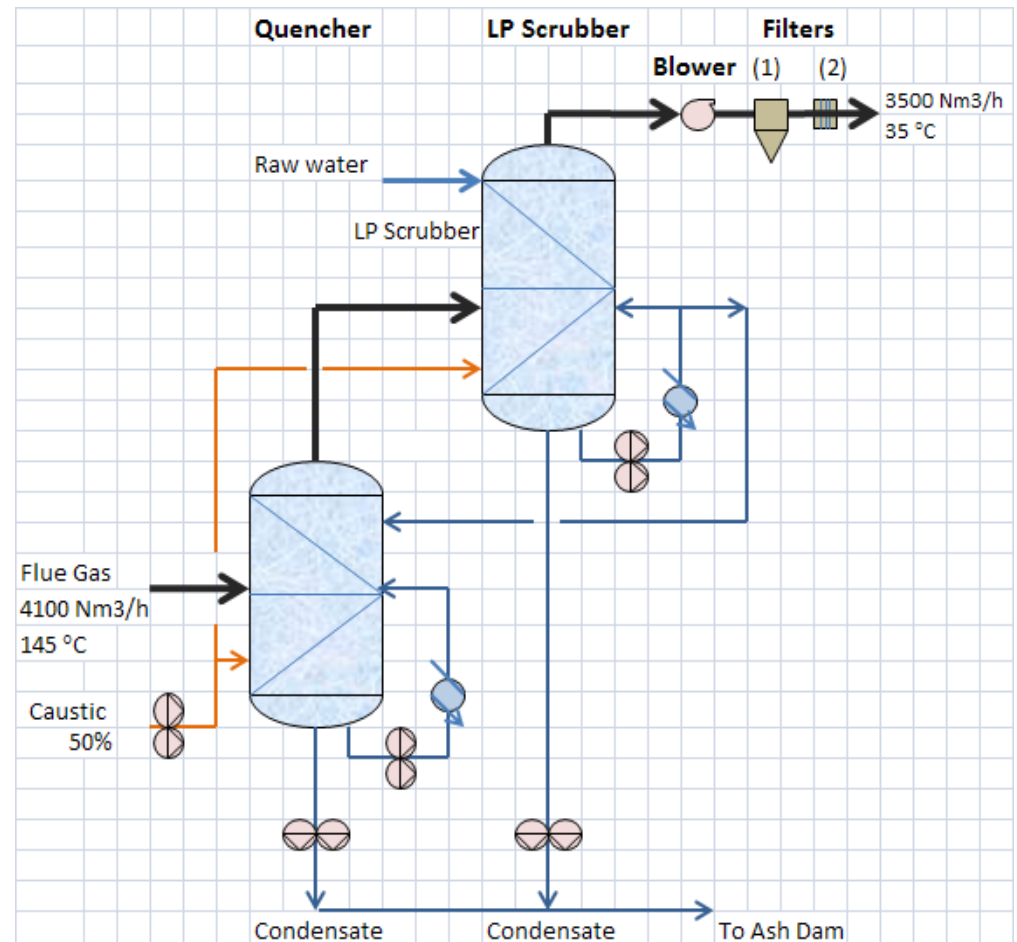 Quencher
LP Scrubber
Filters
Blower (1) (2)
3500 Nm3/h
35 °C
Raw water
LP Scrubber
Flue Gas
4100 Nm3/h
145 °C
Caustic
50%
Condensate
Condensate
To Ash Dam